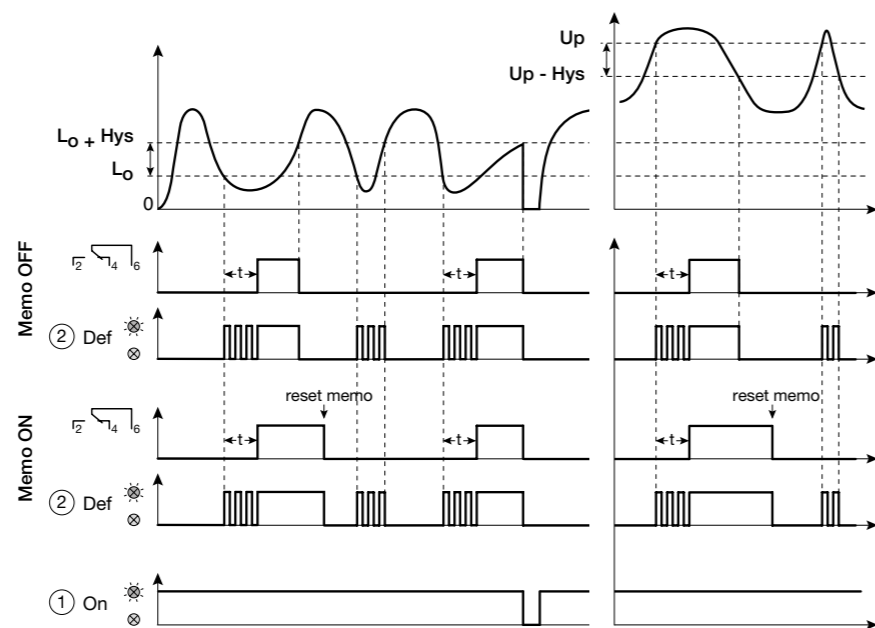 Up
Up - Hys
Lo + Hys
Lo
0
Memo OFF
2 4 6
t t t
2 Def
reset memo reset memo
Memo ON
2 4 6
t t t
2 Def
1 On